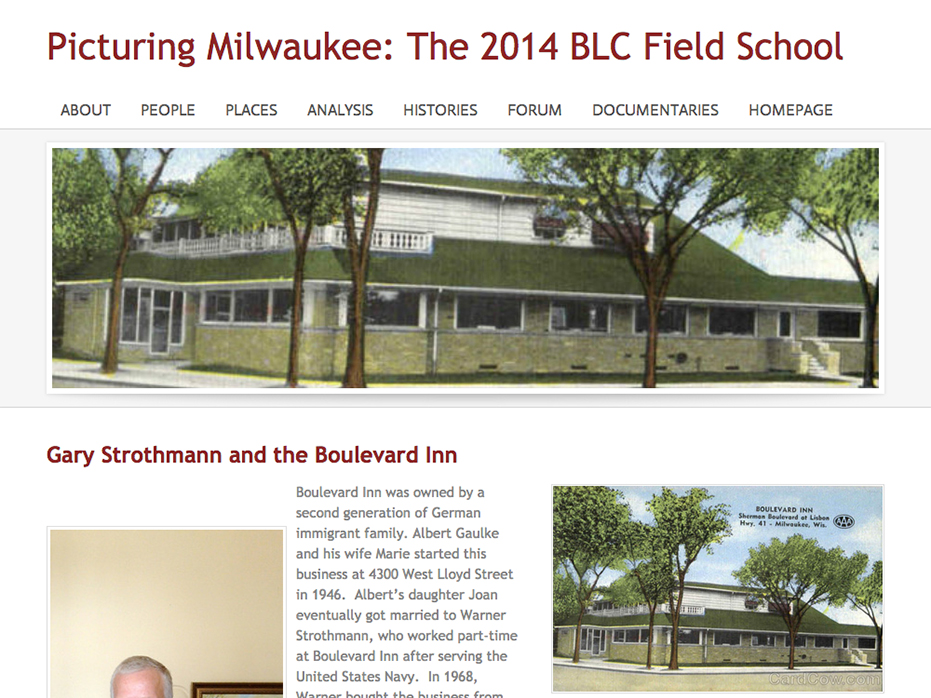 Picturing Milwaukee: The 2014 BLC Field School
ABOUT PEOPLE PLACES ANALYSIS HISTORIES FORUM DOCUMENTARIES HOMEPAGE
Gary Strothmann and the Boulevard Inn
Boulevard Inn was owned by a
second generation of German
immigrant family. Albert Gaulke
and his wife Marie started this
business at 4300 West Lloyd Street
in 1946. Albert's daughter Joan
eventually got married to Warner
Strothmann, who worked part-time
at Boulevard Inn after serving the
United States Navy. In 1968,
Warner bought the business from
BOULEVARD INN
Sherman Boulevard at Lisbon
Hwy. 41 - Milwaukee, Wis.
AAA
CardCow.com